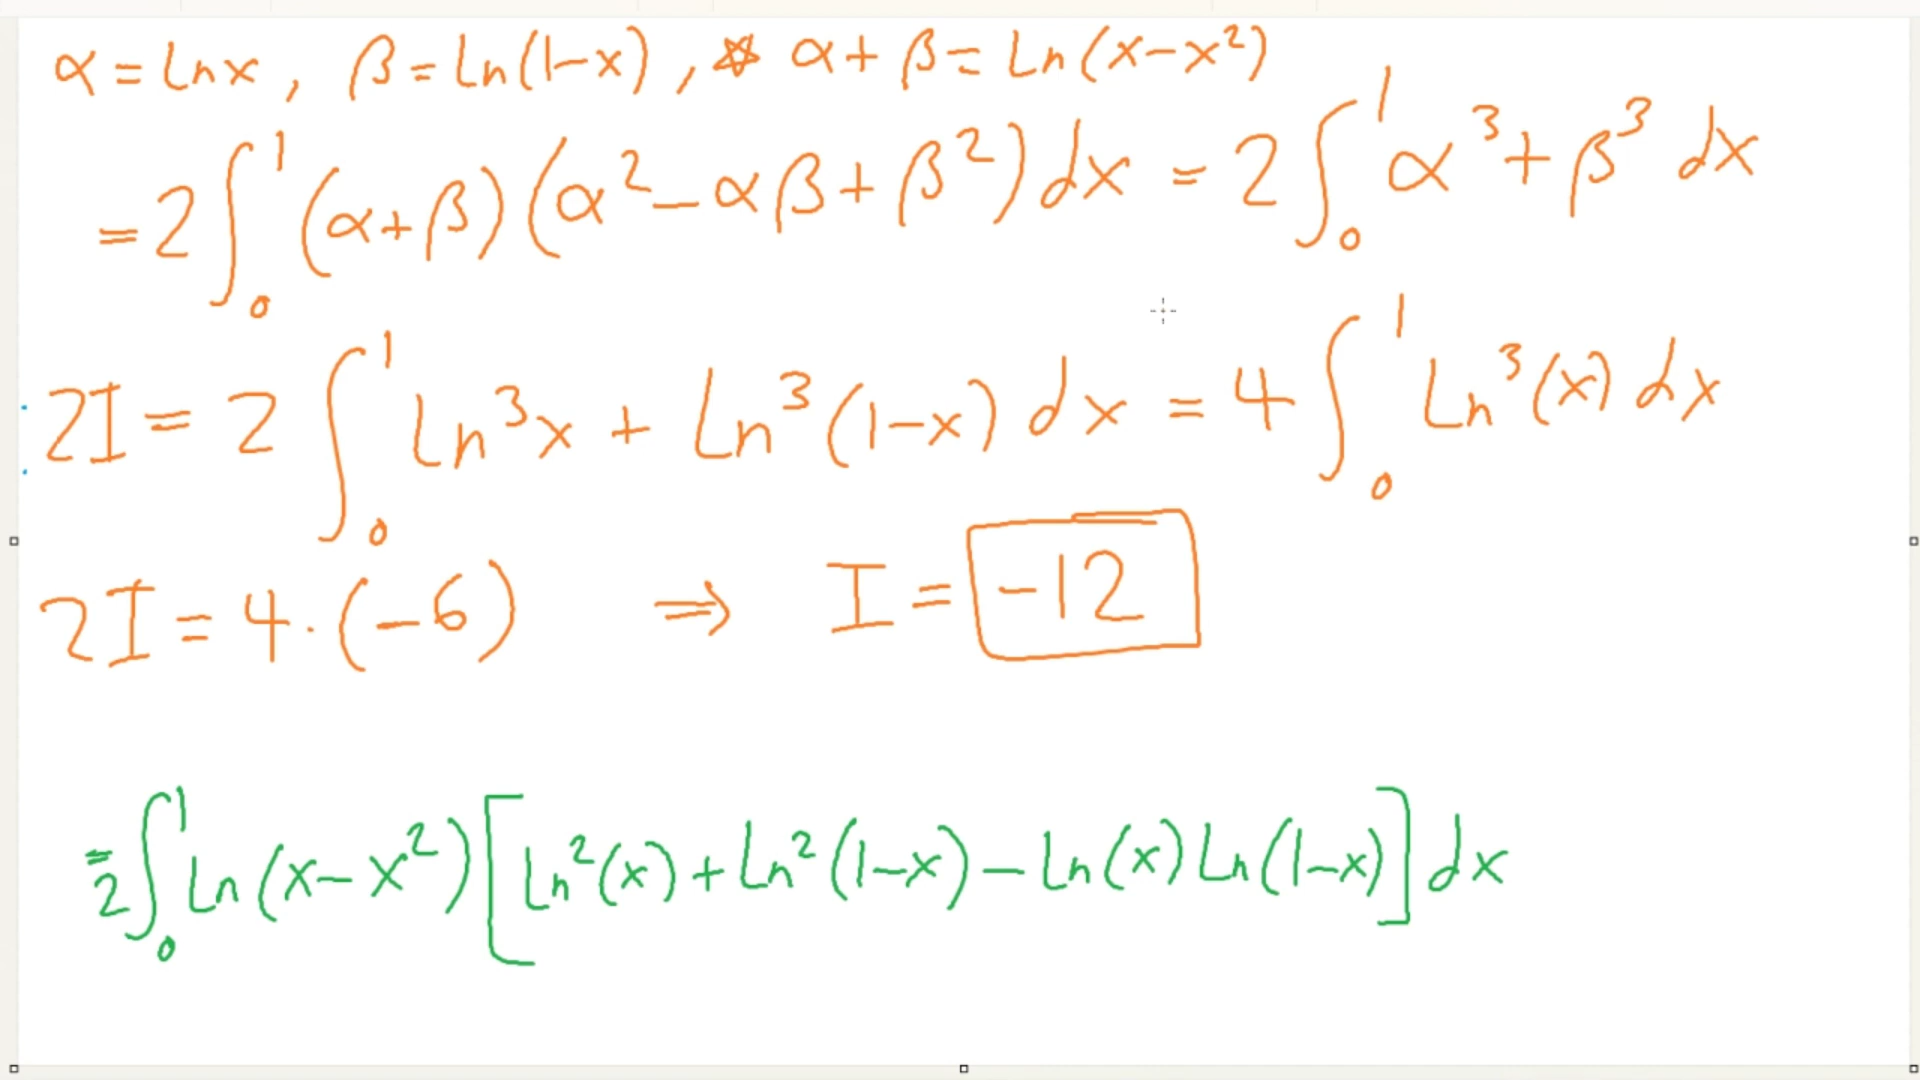 α = Ln x, β = Ln(1-x), ☆ α + β = Ln(x-x²)
= 2∫₀¹ (α+β)(α²-αβ+β²)dx = 2∫₀¹ α³+β³ dx
2I = 2∫₀¹ Ln³x + Ln³(1-x) dx = 4∫₀¹ Ln³(x) dx
2I = 4·(-6) ⇒ I = -12
= 2∫₀¹ Ln(x-x²)[Ln²(x)+Ln²(1-x)-Ln(x)Ln(1-x)]dx